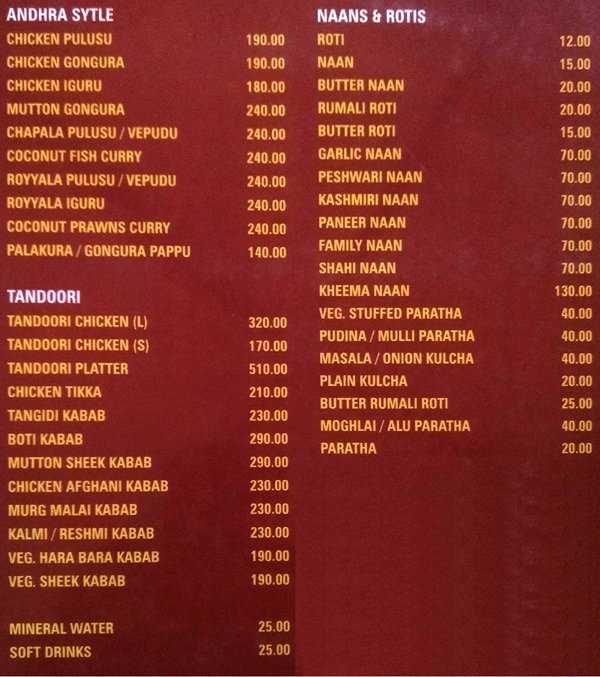 ANDHRA SYTLE
CHICKEN PULUSU 190.00
CHICKEN GONGURA 190.00
CHICKEN IGURU 180.00
MUTTON GONGURA 240.00
CHAPALA PULUSU / VEPUDU 240.00
COCONUT FISH CURRY 240.00
ROYYALA PULUSU / VEPUDU 240.00
ROYYALA IGURU 240.00
COCONUT PRAWNS CURRY 240.00
PALAKURA / GONGURA PAPPU 140.00
TANDOORI
TANDOORI CHICKEN (L) 320.00
TANDOORI CHICKEN (S) 170.00
TANDOORI PLATTER 510.00
CHICKEN TIKKA 210.00
TANGIDI KABAB 230.00
BOTI KABAB 290.00
MUTTON SHEEK KABAB 290.00
CHICKEN AFGHANI KABAB 230.00
MURG MALAI KABAB 230.00
KALMI / RESHMI KABAB 230.00
VEG. HARA BARA KABAB 190.00
VEG. SHEEK KABAB 190.00
MINERAL WATER 25.00
SOFT DRINKS 25.00
NAANS & ROTIS
ROTI 12.00
NAAN 15.00
BUTTER NAAN 20.00
RUMALI ROTI 20.00
BUTTER ROTI 15.00
GARLIC NAAN 70.00
PESHWARI NAAN 70.00
KASHMIRI NAAN 70.00
PANEER NAAN 70.00
FAMILY NAAN 70.00
SHAHI NAAN 70.00
KHEEMA NAAN 130.00
VEG. STUFFED PARATHA 40.00
PUDINA / MULLI PARATHA 40.00
MASALA / ONION KULCHA 40.00
PLAIN KULCHA 20.00
BUTTER RUMALI ROTI 25.00
MOGHLAI / ALU PARATHA 40.00
PARATHA 20.00